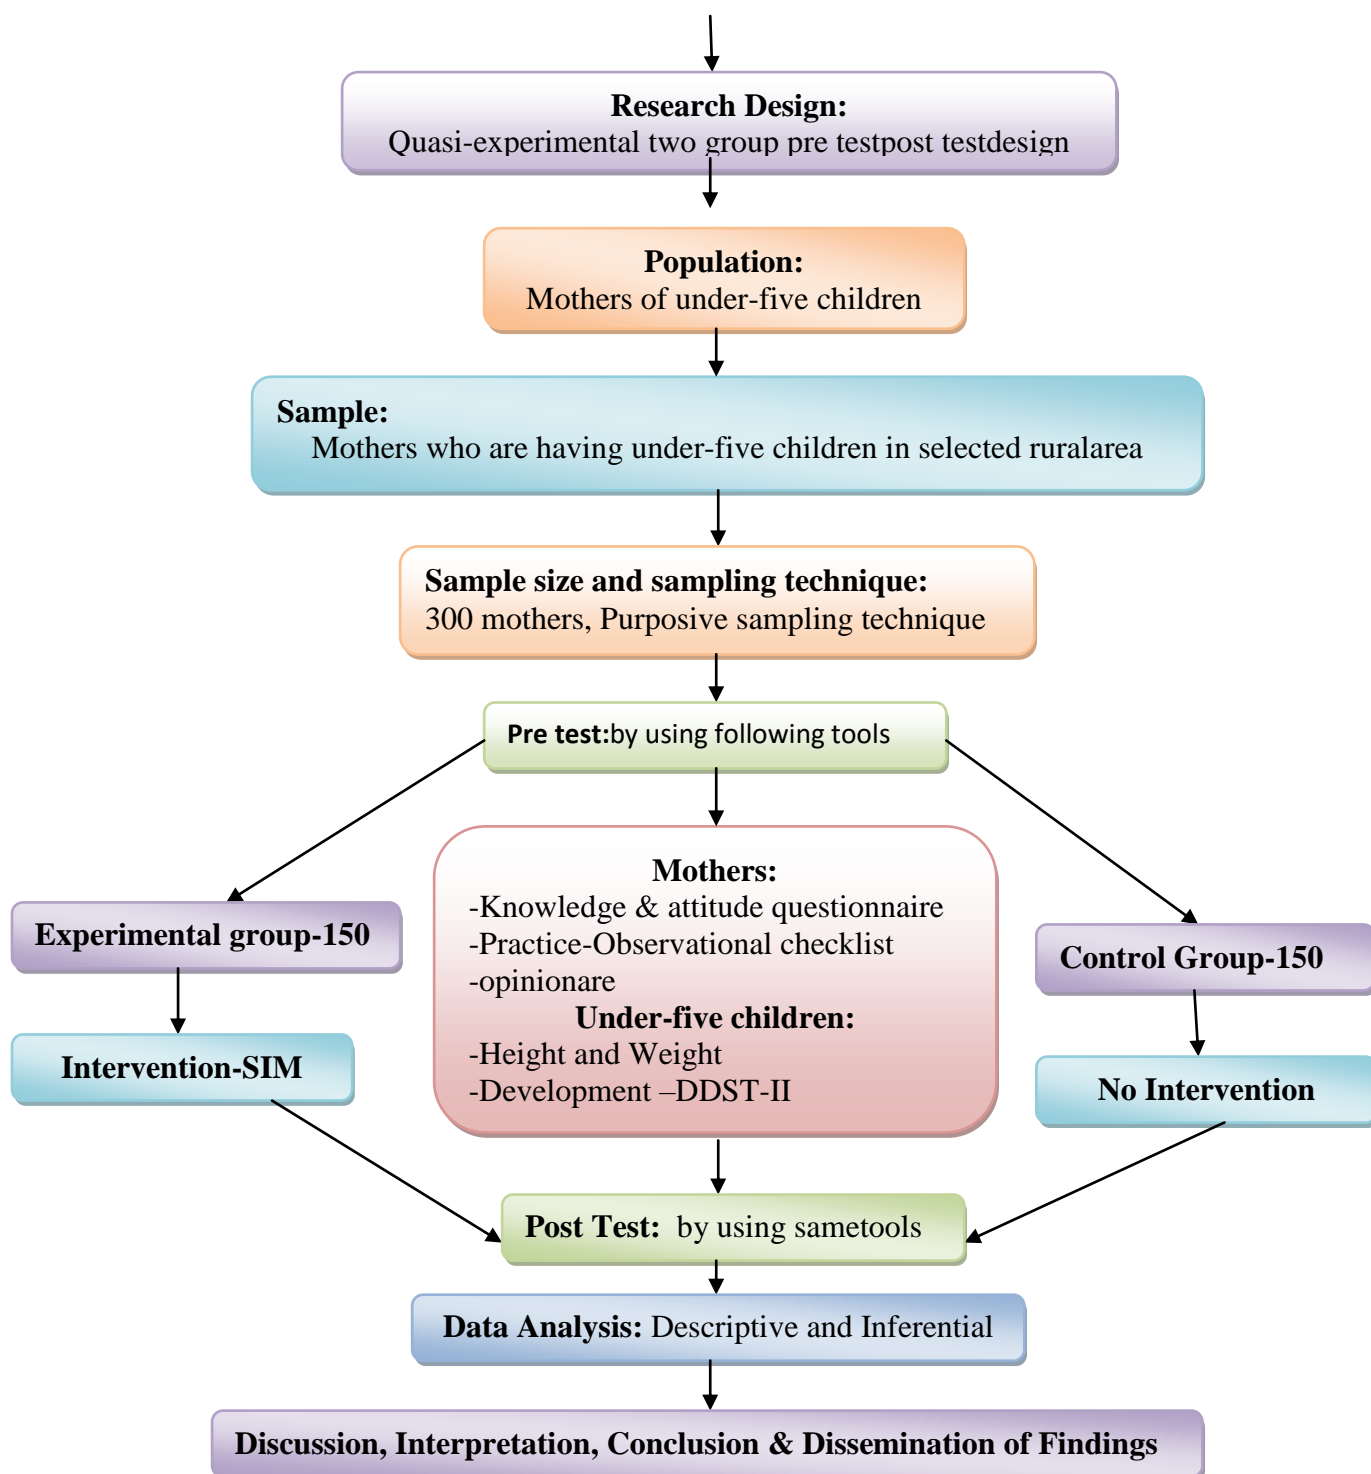 Research Design:
Quasi-experimental two group pre testpost testdesign
Population:
Mothers of under-five children
Sample:
Mothers who are having under-five children in selected ruralarea
Sample size and sampling technique:
300 mothers, Purposive sampling technique
Pre test:by using following tools
Mothers:
-Knowledge & attitude questionnaire
-Practice-Observational checklist
-opinionare
Under-five children:
-Height and Weight
-Development –DDST-II
Experimental group-150
Intervention-SIM
Control Group-150
No Intervention
Post Test:  by using sametools
Data Analysis: Descriptive and Inferential
Discussion, Interpretation, Conclusion & Dissemination of Findings